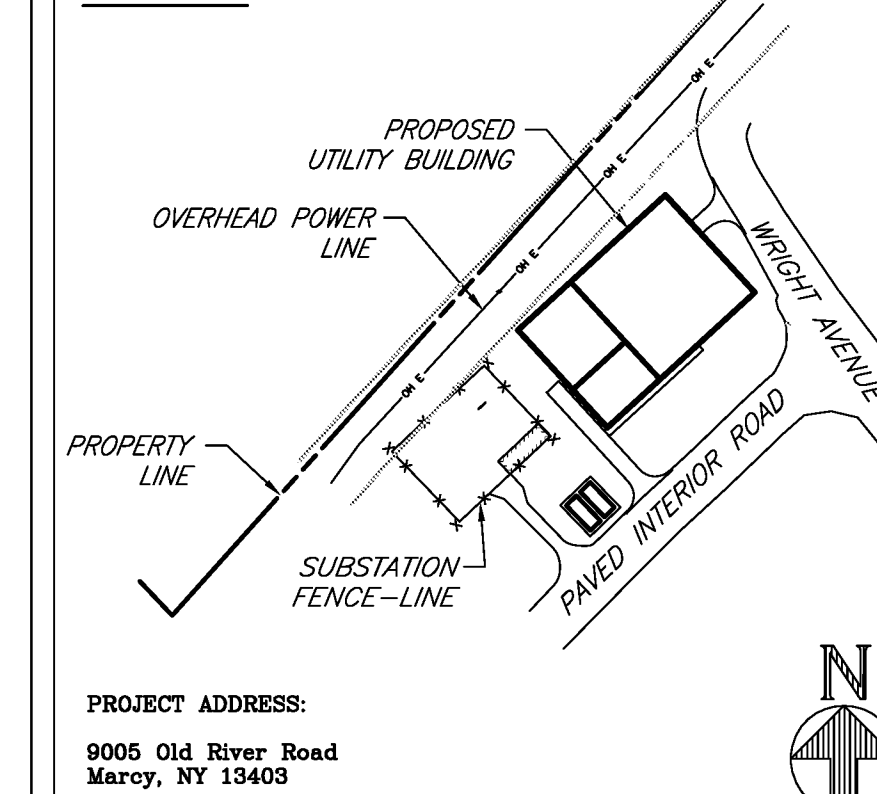 OH E
PROPOSED
UTILITY BUILDING
OH E
OVERHEAD POWER
LINE
OH E
WRIGHT AVENUE
OH E
PROPERTY
LINE
PAVED INTERIOR ROAD
SUBSTATION
FENCE-LINE
N
PROJECT ADDRESS:
9005 Old River Road
Marcy, NY 13403